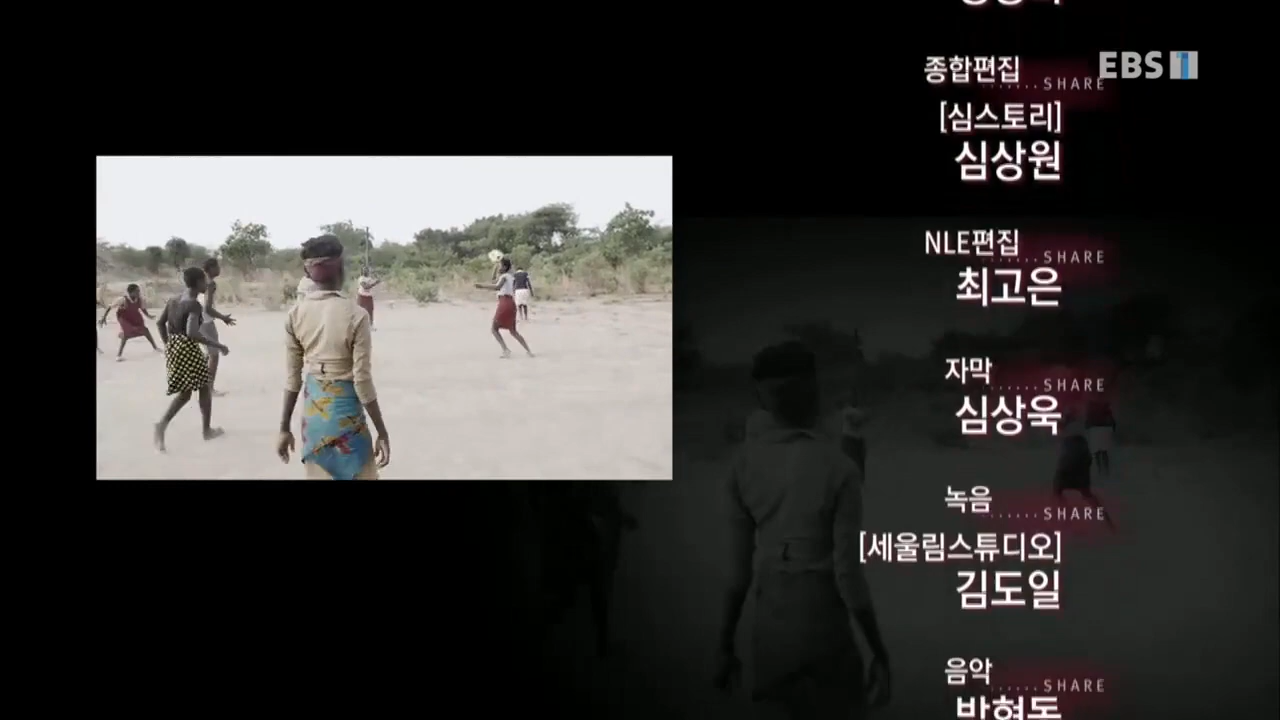 EBS1
종합편집
.......SHARE
[심스토리]
심상원
NLE편집
.......SHARE
최고은
자막
.......SHARE
심상욱
녹음
.......SHARE
[세울림스튜디오]
김도일
음악
.......SHARE